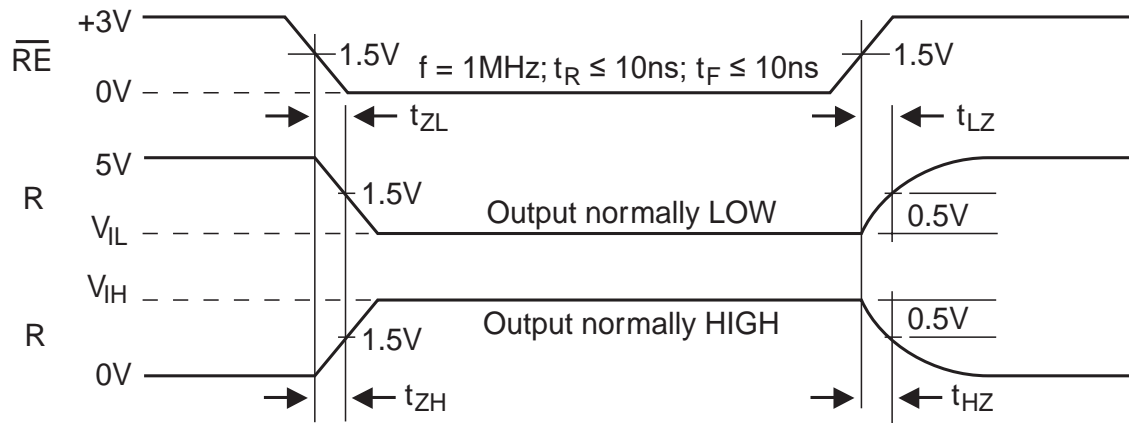 +3V
RE
1.5V
f = 1MHz; tR ≤ 10ns; tF ≤ 10ns
1.5V
0V
tZL
tLZ
5V
R
1.5V
Output normally LOW
0.5V
VIL
VIH
R
1.5V
Output normally HIGH
0.5V
0V
tZH
tHZ